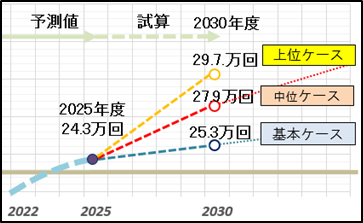 予測値 試算 2030年度
29.7.万回 上位ケース
27.9万回 中位ケース
2025年度
24.3万回
25.3万回 基本ケース
2022 2025 2030